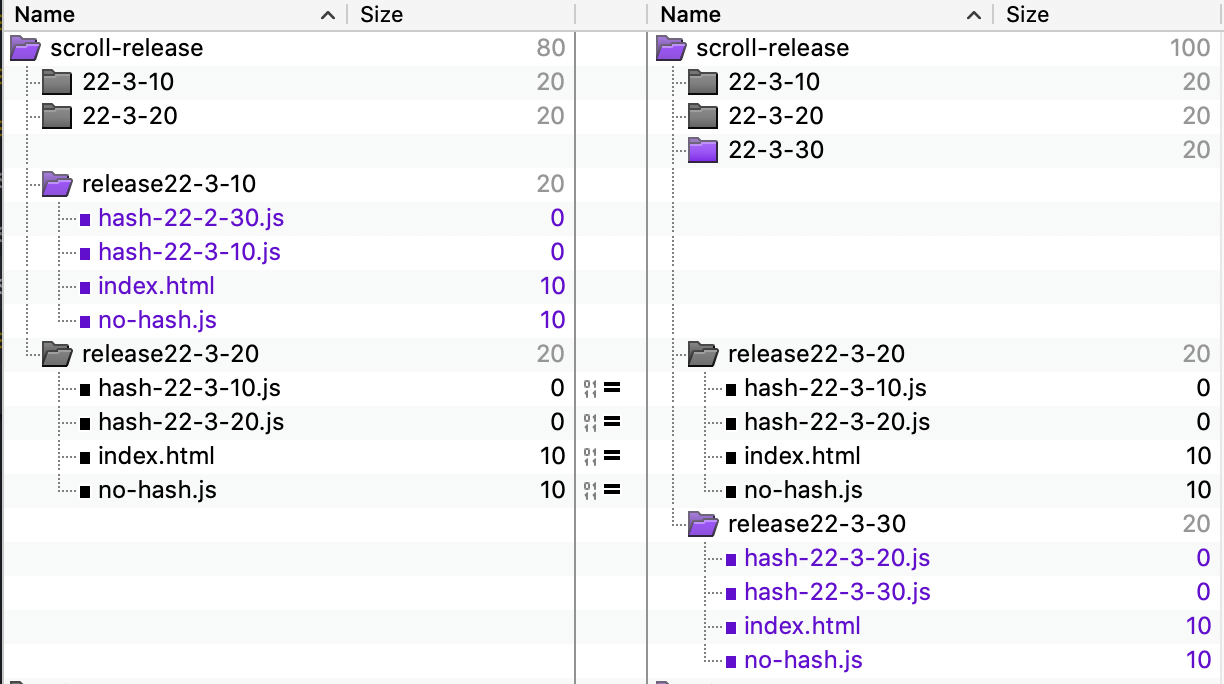 Name Size Name Size
scroll-release 80 scroll-release 100
22-3-10 20 22-3-10 20
22-3-20 20 22-3-20 20
22-3-30 20
release22-3-10 20
hash-22-2-30.js 0
hash-22-3-10.js 0
index.html 10
no-hash.js 10
release22-3-20 20 release22-3-20 20
hash-22-3-10.js 0 = hash-22-3-10.js 0
hash-22-3-20.js 0 = hash-22-3-20.js 0
index.html 10 = index.html 10
no-hash.js 10 = no-hash.js 10
release22-3-30 20
hash-22-3-20.js 0
hash-22-3-30.js 0
index.html 10
no-hash.js 10